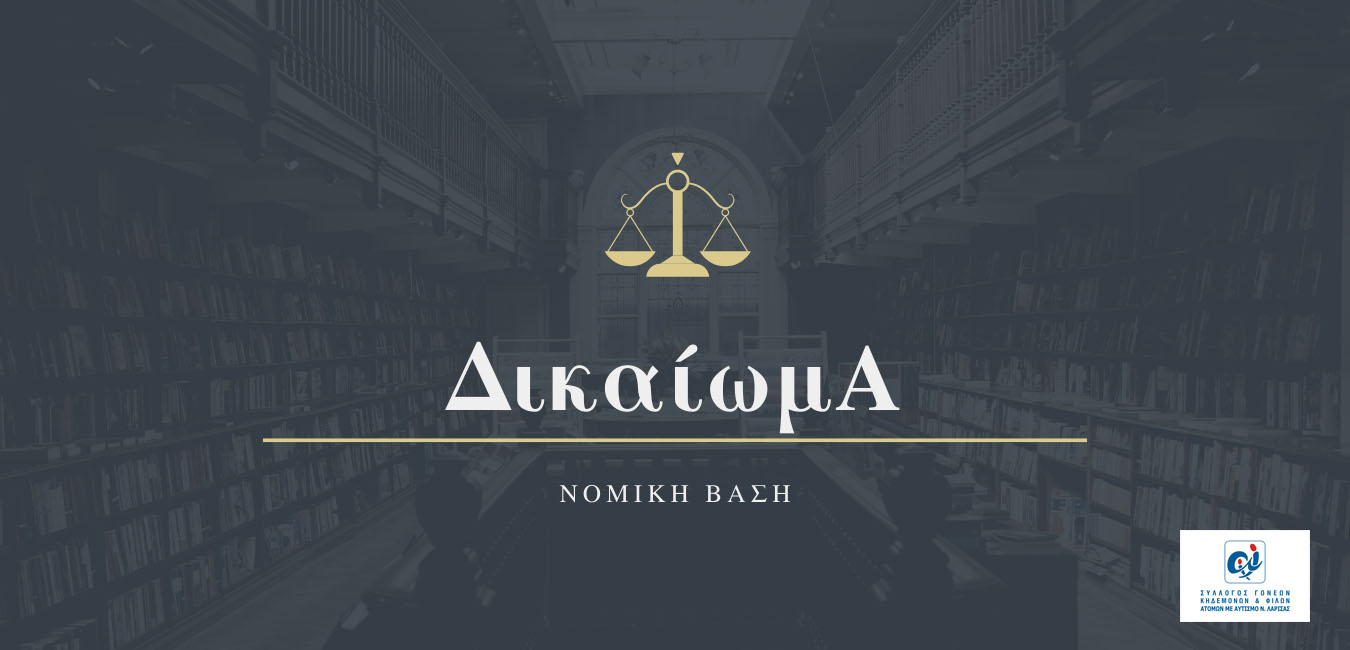 ΔικαίωμΑ
ΝΟΜΙΚΗ ΒΑΣΗ
ΣΥΛΛΟΓΟΣ ΓΟΝΕΩΝ
ΚΗΔΕΜΟΝΩΝ & ΦΙΛΩΝ
ΑΤΟΜΩΝ ΜΕ ΑΥΤΙΣΜΟ Ν. ΛΑΡΙΣΑΣ